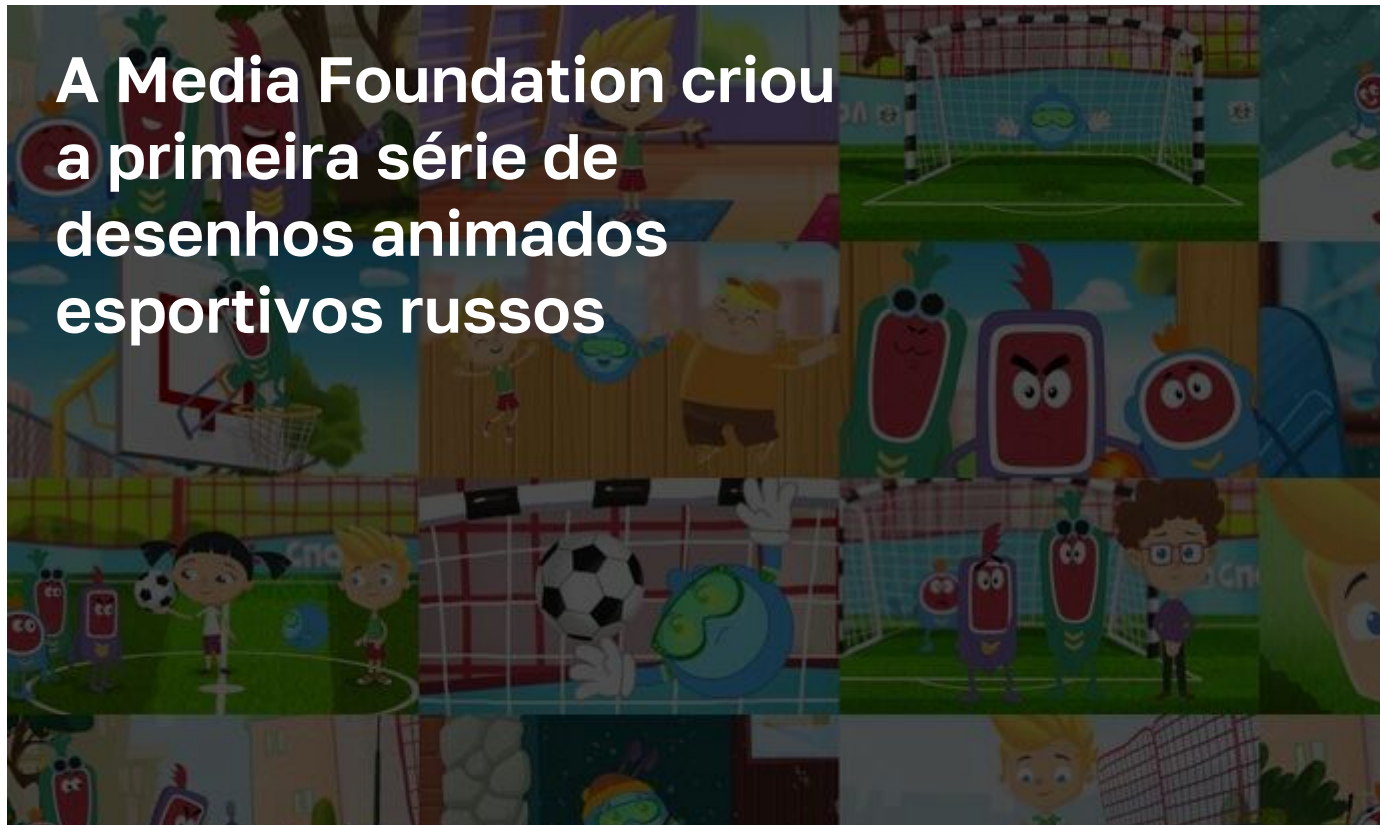 A Media Foundation criou
a primeira série de
desenhos animados
esportivos russos